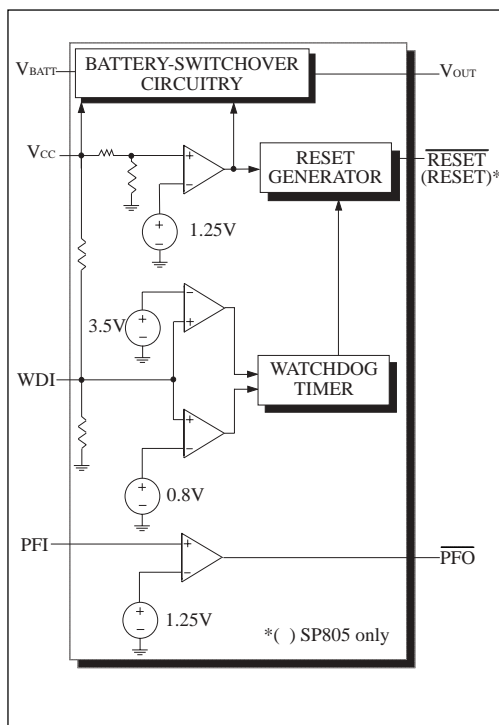 BATTERY-SWITCHOVER
CIRCUITRY
VBATT
VOUT
VCC
+
−
RESET
GENERATOR
RESET
(RESET)*
+
−
1.25V
−
+
+
−
3.5V
WDI
WATCHDOG
TIMER
+
−
+
−
0.8V
PFI
+
−
PFO
+
−
1.25V
*( ) SP805 only